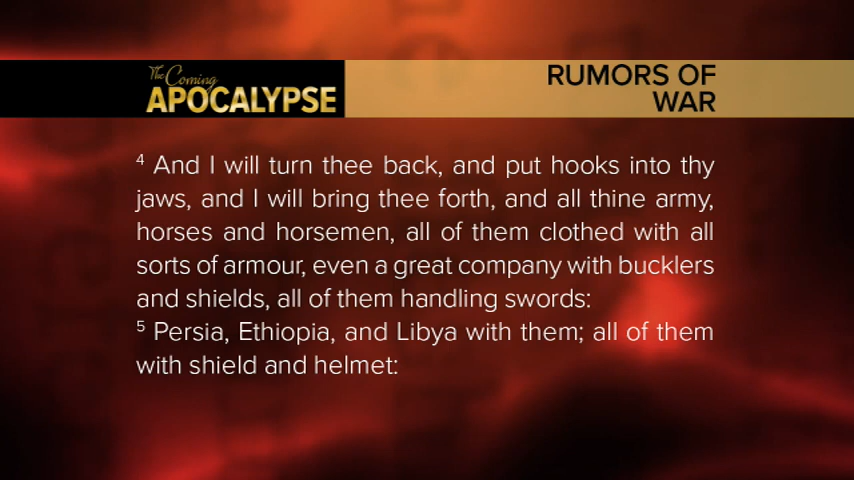 The Coming
APOCALYPSE
RUMORS OF
WAR
⁴ And I will turn thee back, and put hooks into thy
jaws, and I will bring thee forth, and all thine army,
horses and horsemen, all of them clothed with all
sorts of armour, even a great company with bucklers
and shields, all of them handling swords:
⁵ Persia, Ethiopia, and Libya with them; all of them
with shield and helmet: